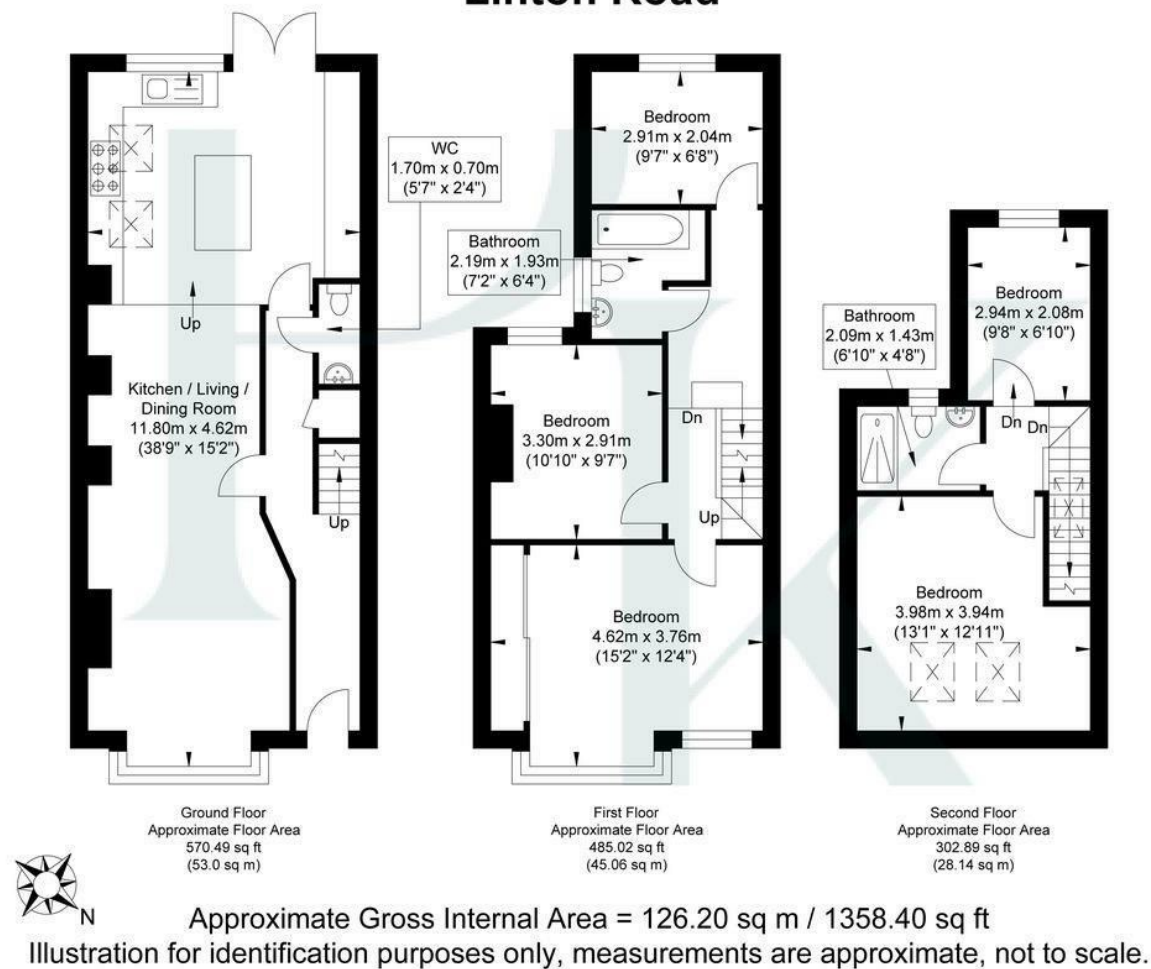 WC
1.70m x 0.70m
(5'7" x 2'4")
Up
Kitchen / Living /
Dining Room
11.80m x 4.62m
(38'9" x 15'2")
Up
Ground Floor
Approximate Floor Area
570.49 sq ft
(53.0 sq m)
Bedroom
2.91m x 2.04m
(9'7" x 6'8")
Bathroom
2.19m x 1.93m
(7'2" x 6'4")
Bedroom
3.30m x 2.91m
(10'10" x 9'7")
Dn
Up
Bedroom
4.62m x 3.76m
(15'2" x 12'4")
First Floor
Approximate Floor Area
485.02 sq ft
(45.06 sq m)
Bedroom
2.94m x 2.08m
(9'8" x 6'10")
Bathroom
2.09m x 1.43m
(6'10" x 4'8")
Dn
Dn
Bedroom
3.98m x 3.94m
(13'1" x 12'11")
Second Floor
Approximate Floor Area
302.89 sq ft
(28.14 sq m)
N
Approximate Gross Internal Area = 126.20 sq m / 1358.40 sq ft
Illustration for identification purposes only, measurements are approximate, not to scale.